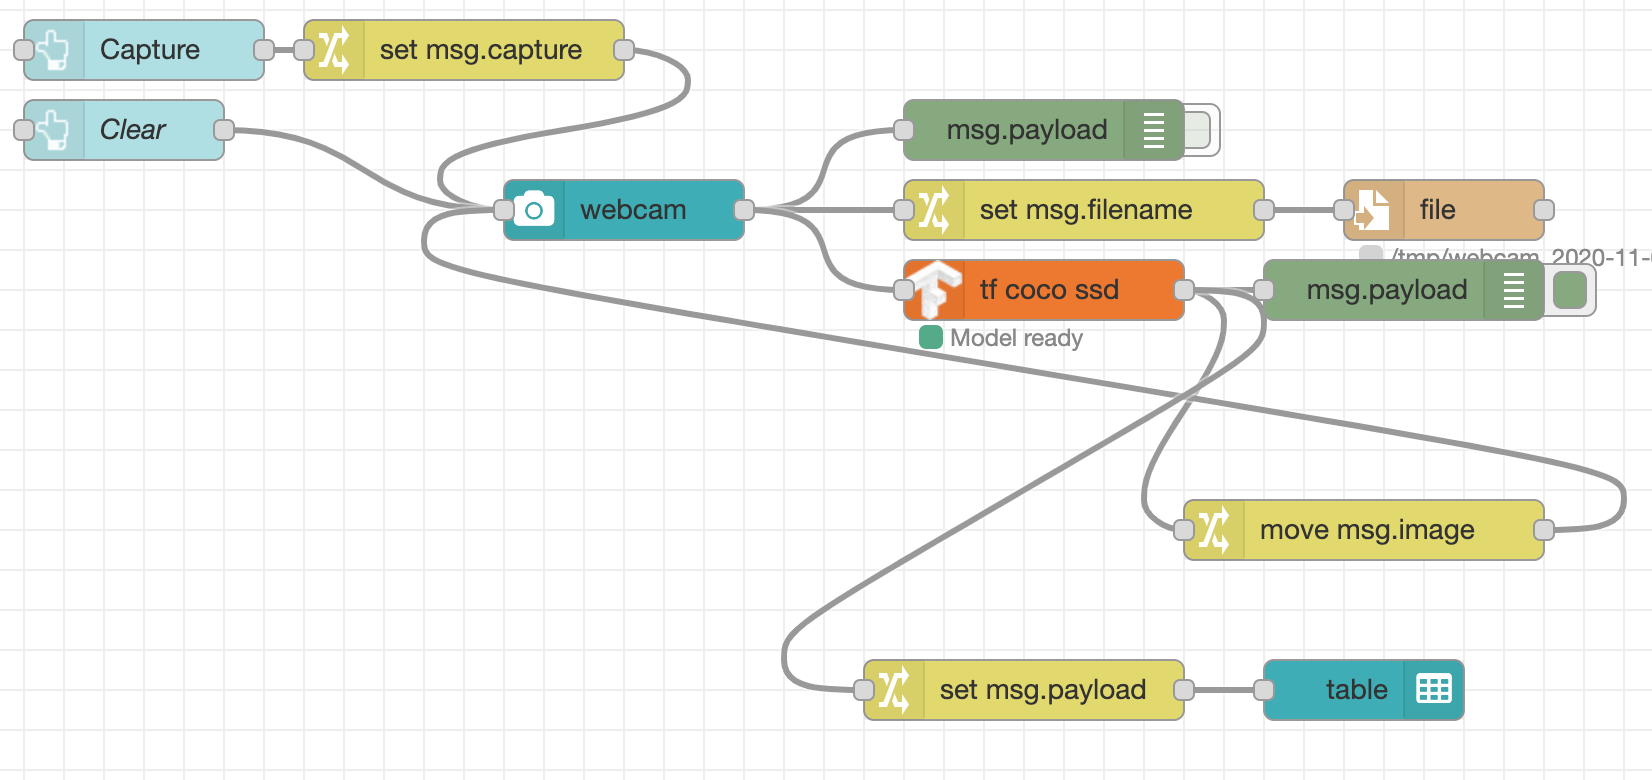 Capture
set msg.capture
Clear
msg.payload
webcam
set msg.filename
file
/tmp/webcam_2020-11-
tf coco ssd
msg.payload
Model ready
move msg.image
set msg.payload
table